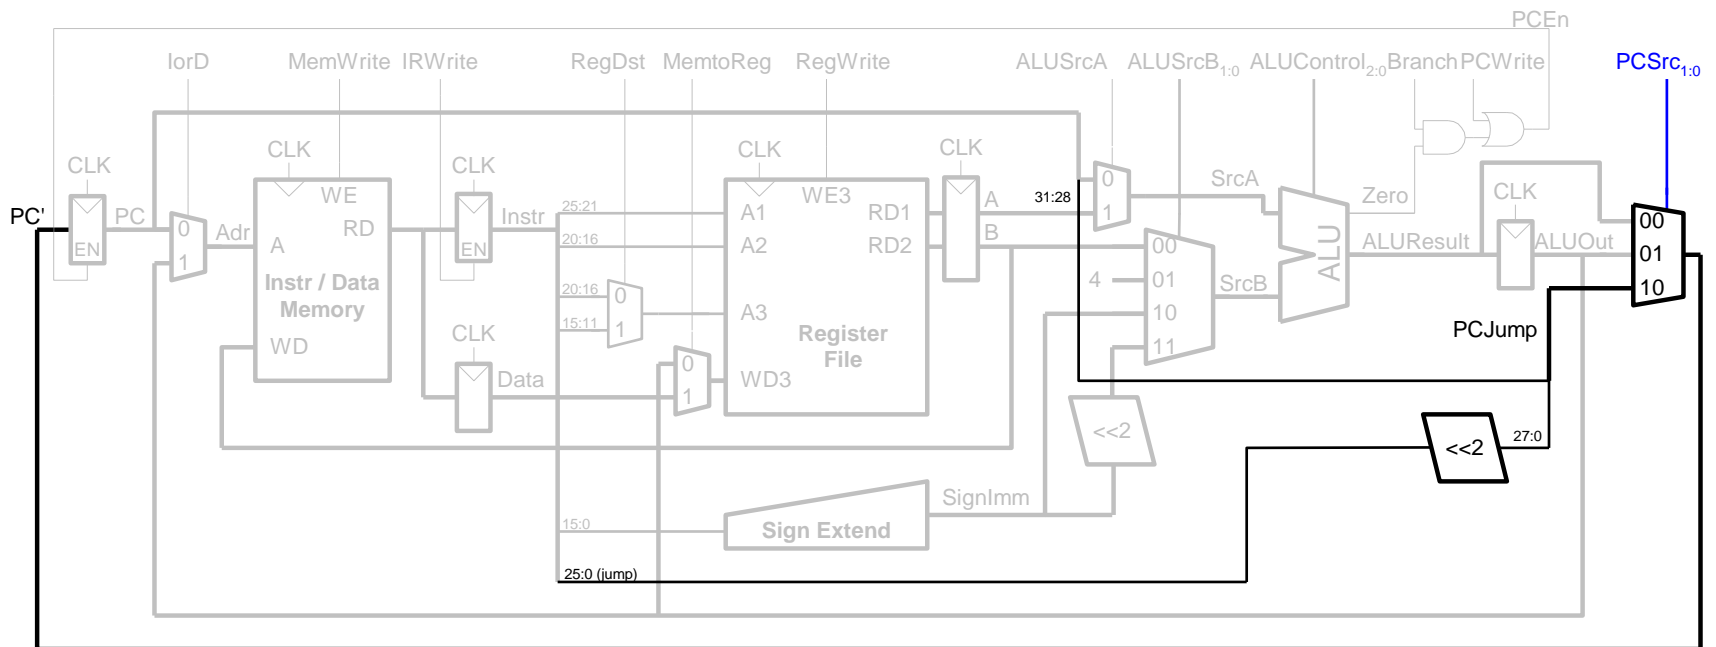 PCEn
IorD MemWrite IRWrite RegDst MemtoReg RegWrite ALUSrcA ALUSrcB1:0 ALUControl2:0 Branch PCWrite PCSrc1:0
CLK CLK CLK CLK CLK
PC' PC EN
0 1 Adr
WE RD A
Instr / Data
Memory
WD
EN Instr
CLK
Data
25:21
20:16
20:16
15:11
0 1
0 1
WE3
A1 RD1
A2 RD2
A3
Register
File
WD3
A
B
31:28
0 1
SrcA
4
00
01
10
11
SrcB
ALU
Zero
ALUResult
CLK
ALUOut
00
01
10
PCJump
<<2
<<2
27:0
SignImm
15:0
Sign Extend
25:0 (jump)